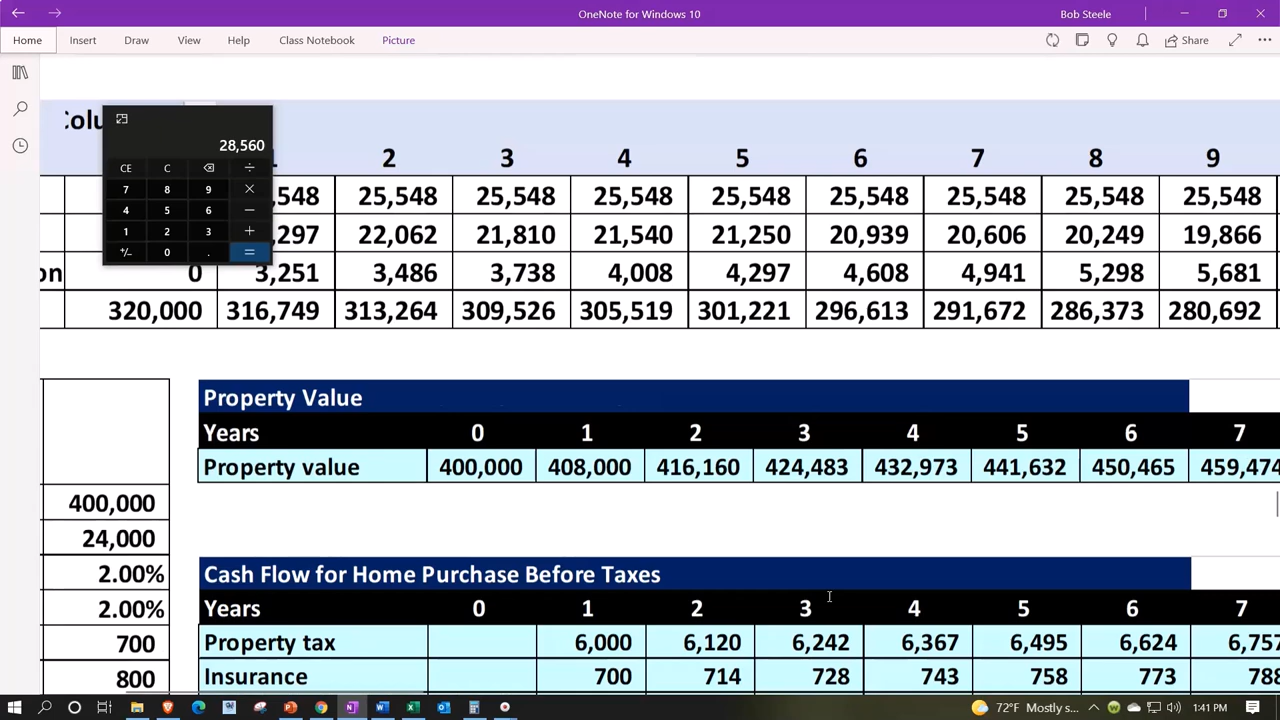 OneNote for Windows 10
Bob Steele
Home Insert Draw View Help Class Notebook Picture Share
28,560
CE C ⌫ ÷
7 8 9 ×
4 5 6 −
1 2 3 +
+/− 0 . =
2 3 4 5 6 7 8 9
,548 25,548 25,548 25,548 25,548 25,548 25,548 25,548 25,548
,297 22,062 21,810 21,540 21,250 20,939 20,606 20,249 19,866
on 0 3,251 3,486 3,738 4,008 4,297 4,608 4,941 5,298 5,681
320,000 316,749 313,264 309,526 305,519 301,221 296,613 291,672 286,373 280,692
Property Value
Years 0 1 2 3 4 5 6 7
Property value 400,000 408,000 416,160 424,483 432,973 441,632 450,465 459,474
400,000
24,000
2.00%
2.00%
700
800
Cash Flow for Home Purchase Before Taxes
Years 0 1 2 3 4 5 6 7
Property tax 6,000 6,120 6,242 6,367 6,495 6,624 6,757
Insurance 700 714 728 743 758 773 788
72°F Mostly s... 1:41 PM